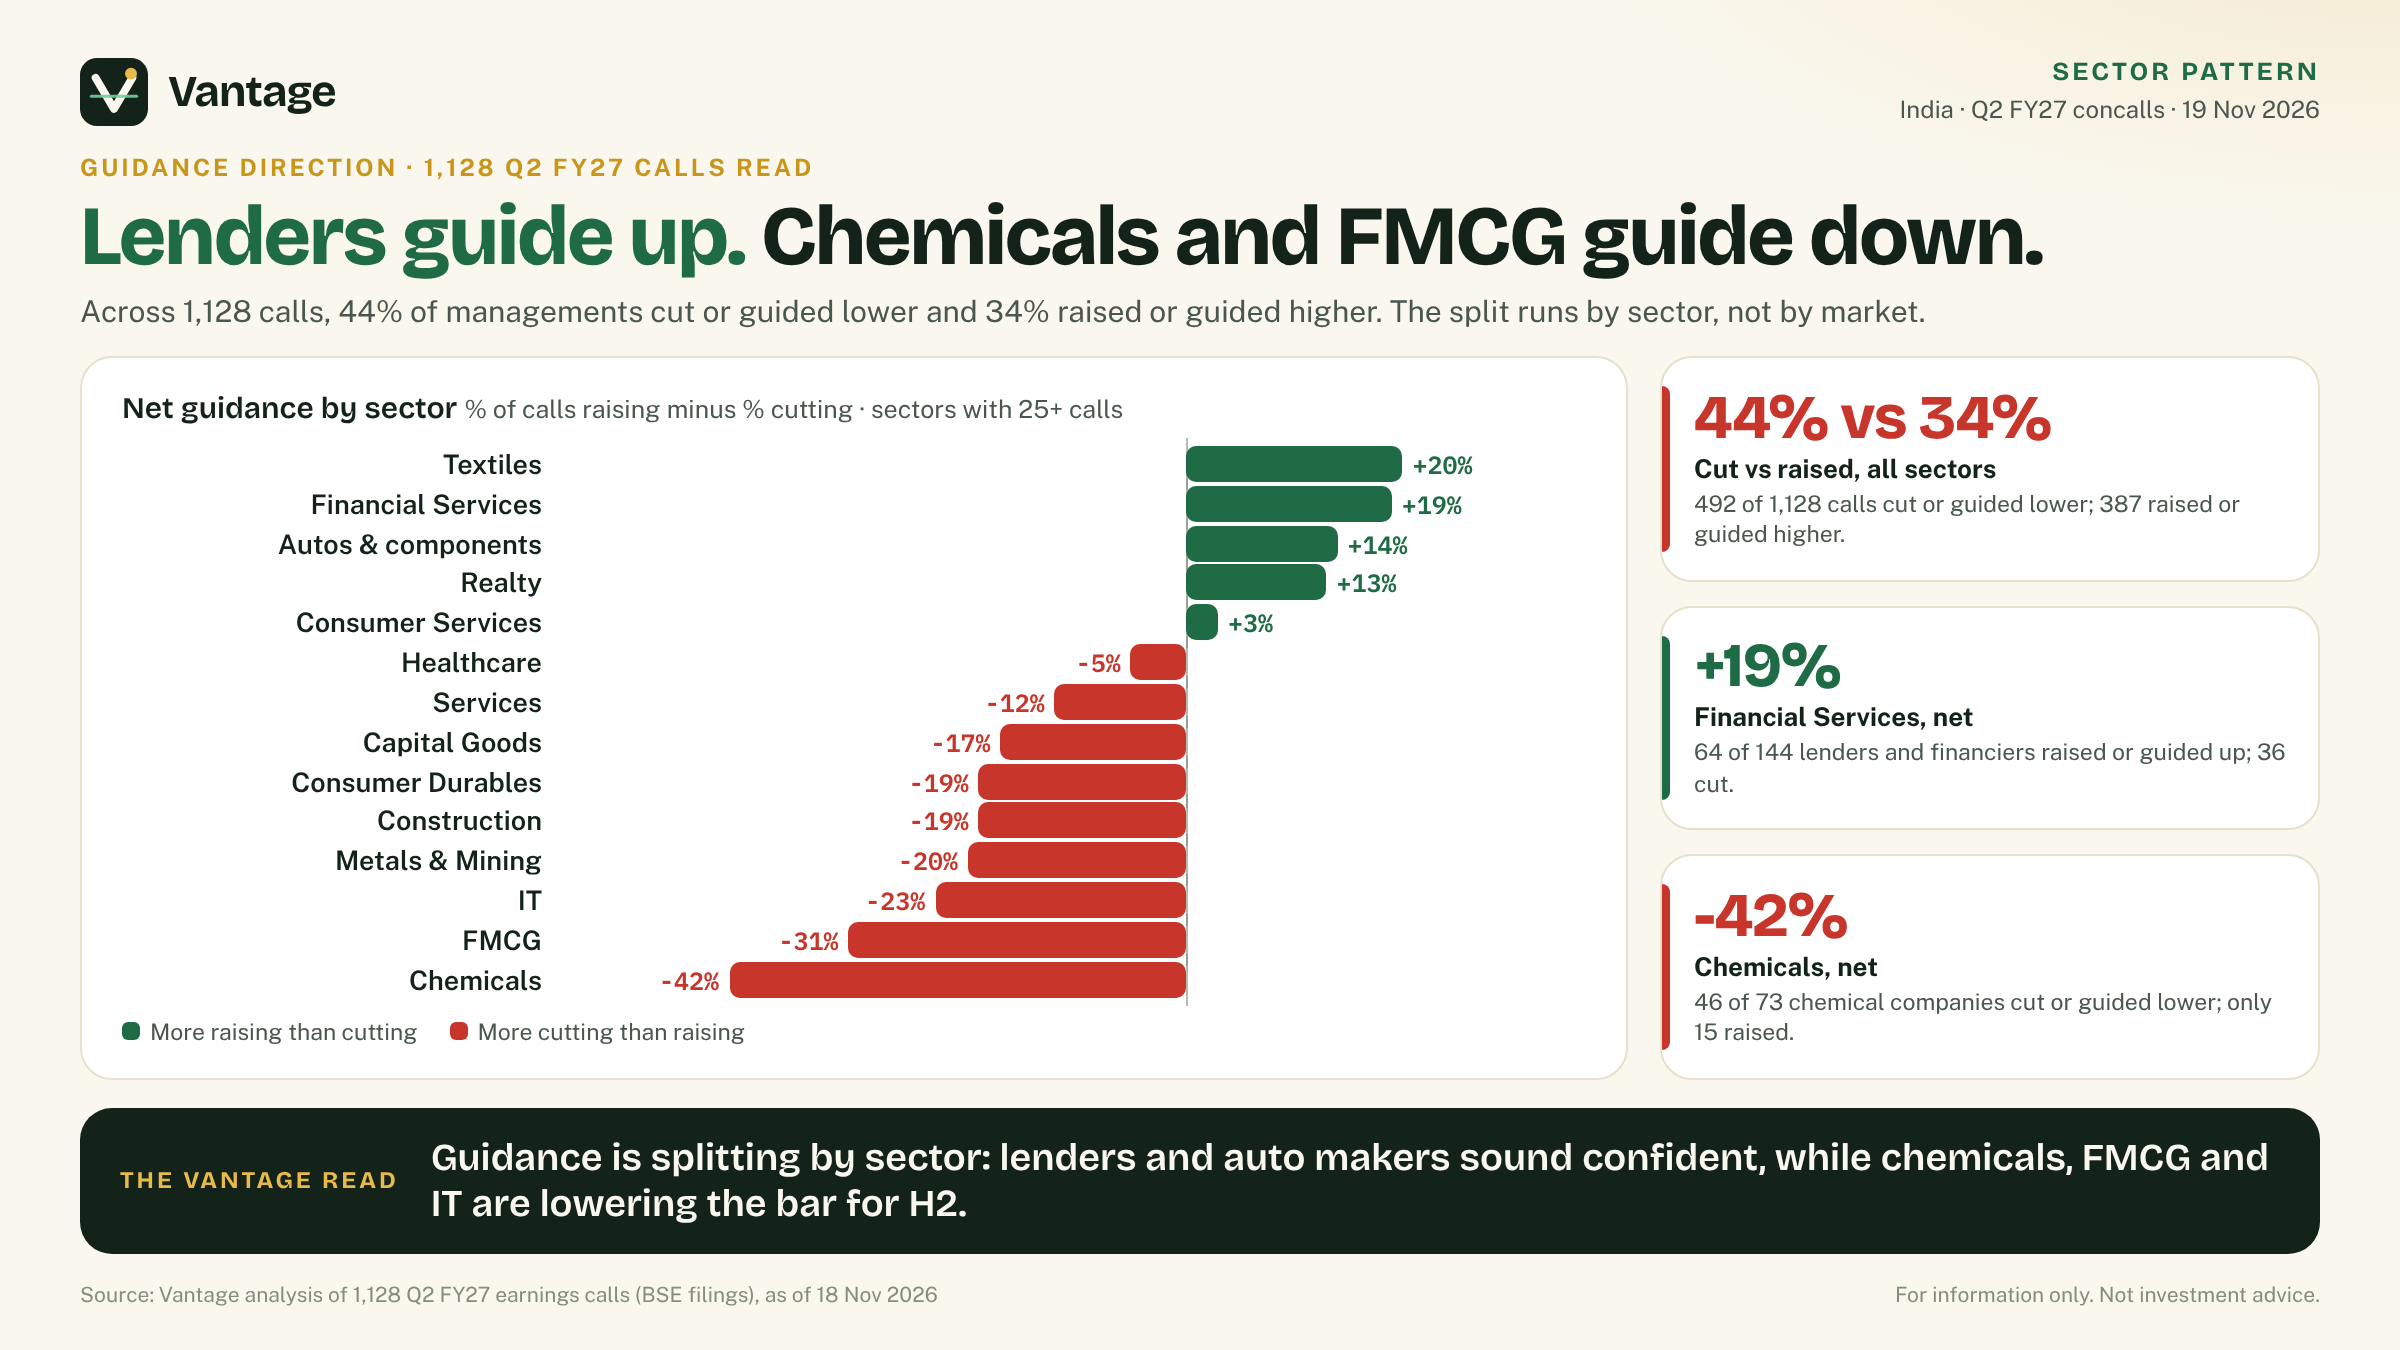 Vantage
SECTOR PATTERN
India · Q2 FY27 concalls · 19 Nov 2026
GUIDANCE DIRECTION · 1,128 Q2 FY27 CALLS READ
Lenders guide up. Chemicals and FMCG guide down.
Across 1,128 calls, 44% of managements cut or guided lower and 34% raised or guided higher. The split runs by sector, not by market.
Net guidance by sector % of calls raising minus % cutting · sectors with 25+ calls
Textiles +20%
Financial Services +19%
Autos & components +14%
Realty +13%
Consumer Services +3%
Healthcare -5%
Services -12%
Capital Goods -17%
Consumer Durables -19%
Construction -19%
Metals & Mining -20%
IT -23%
FMCG -31%
Chemicals -42%
More raising than cutting More cutting than raising
44% vs 34%
Cut vs raised, all sectors
492 of 1,128 calls cut or guided lower; 387 raised or
guided higher.
+19%
Financial Services, net
64 of 144 lenders and financiers raised or guided up; 36
cut.
-42%
Chemicals, net
46 of 73 chemical companies cut or guided lower; only
15 raised.
THE VANTAGE READ
Guidance is splitting by sector: lenders and auto makers sound confident, while chemicals, FMCG and
IT are lowering the bar for H2.
Source: Vantage analysis of 1,128 Q2 FY27 earnings calls (BSE filings), as of 18 Nov 2026
For information only. Not investment advice.